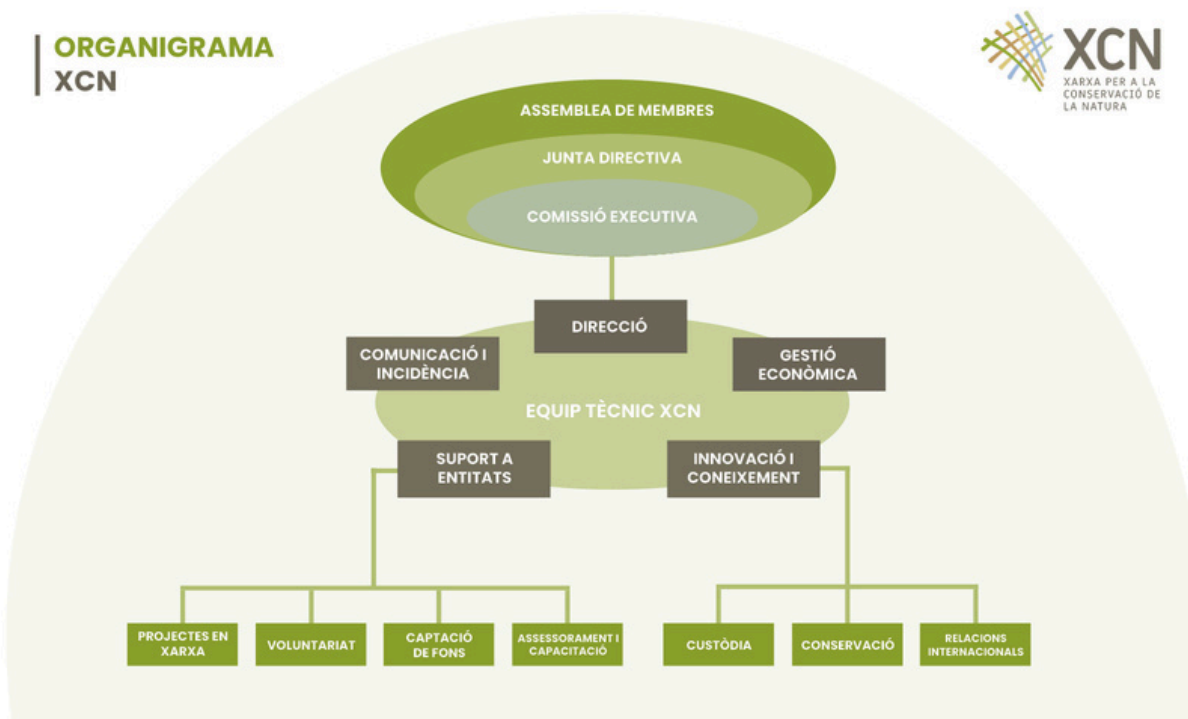 ORGANIGRAMA
XCN
XCN
XARXA PER A LA
CONSERVACIÓ DE
LA NATURA
ASSEMBLEA DE MEMBRES
JUNTA DIRECTIVA
COMISSIÓ EXECUTIVA
DIRECCIÓ
COMUNICACIÓ I
INCIDÈNCIA
GESTIÓ
ECONÒMICA
EQUIP TÈCNIC XCN
SUPORT A
ENTITATS
INNOVACIÓ I
CONEIXEMENT
PROJECTES EN
XARXA
VOLUNTARIAT
CAPTACIÓ
DE FONS
ASSESSORAMENT I
CAPACITACIÓ
CUSTÒDIA
CONSERVACIÓ
RELACIONS
INTERNACIONALS